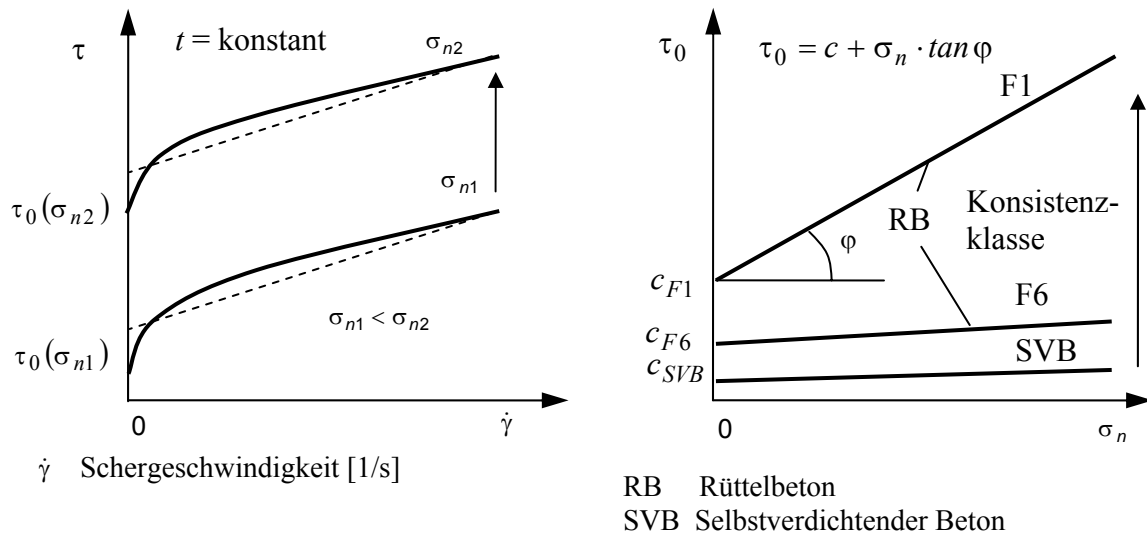 τ
t = konstant
σn2
σn1
τ0(σn2)
σn1 < σn2
τ0(σn1)
0
γ̇
γ̇ Schergeschwindigkeit [1/s]
τ0
τ0 = c + σn · tan φ
F1
RB
Konsistenz-
klasse
φ
cF1
F6
cF6
SVB
cSVB
0
σn
RB Rüttelbeton
SVB Selbstverdichtender Beton